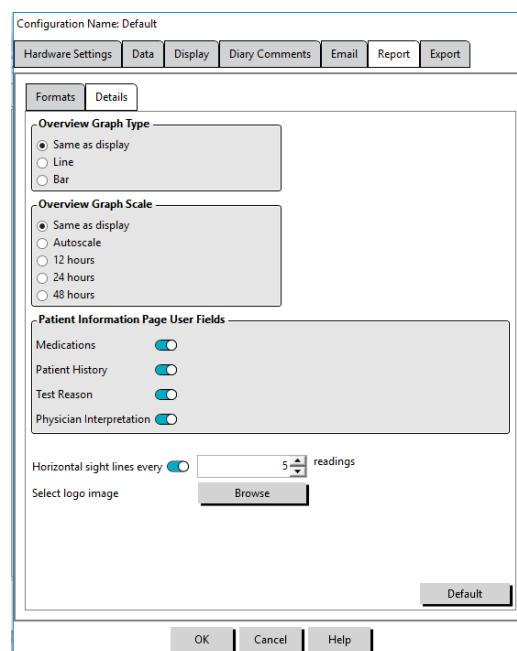 Configuration Name: Default
Hardware Settings Data Display Diary Comments Email Report Export
Formats Details
Overview Graph Type
Same as display
Line
Bar
Overview Graph Scale
Same as display
Autoscale
12 hours
24 hours
48 hours
Patient Information Page User Fields
Medications
Patient History
Test Reason
Physician Interpretation
Horizontal sight lines every 5 readings
Select logo image Browse
Default
OK Cancel Help